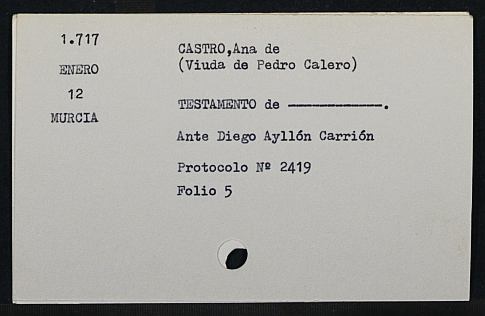 1.717
ENERO
12
MURCIA
CASTRO,Ana de
(Viuda de Pedro Calero)
TESTAMENTO de ─────────────.
Ante Diego Ayllón Carrión
Protocolo Nº 2419
Folio 5